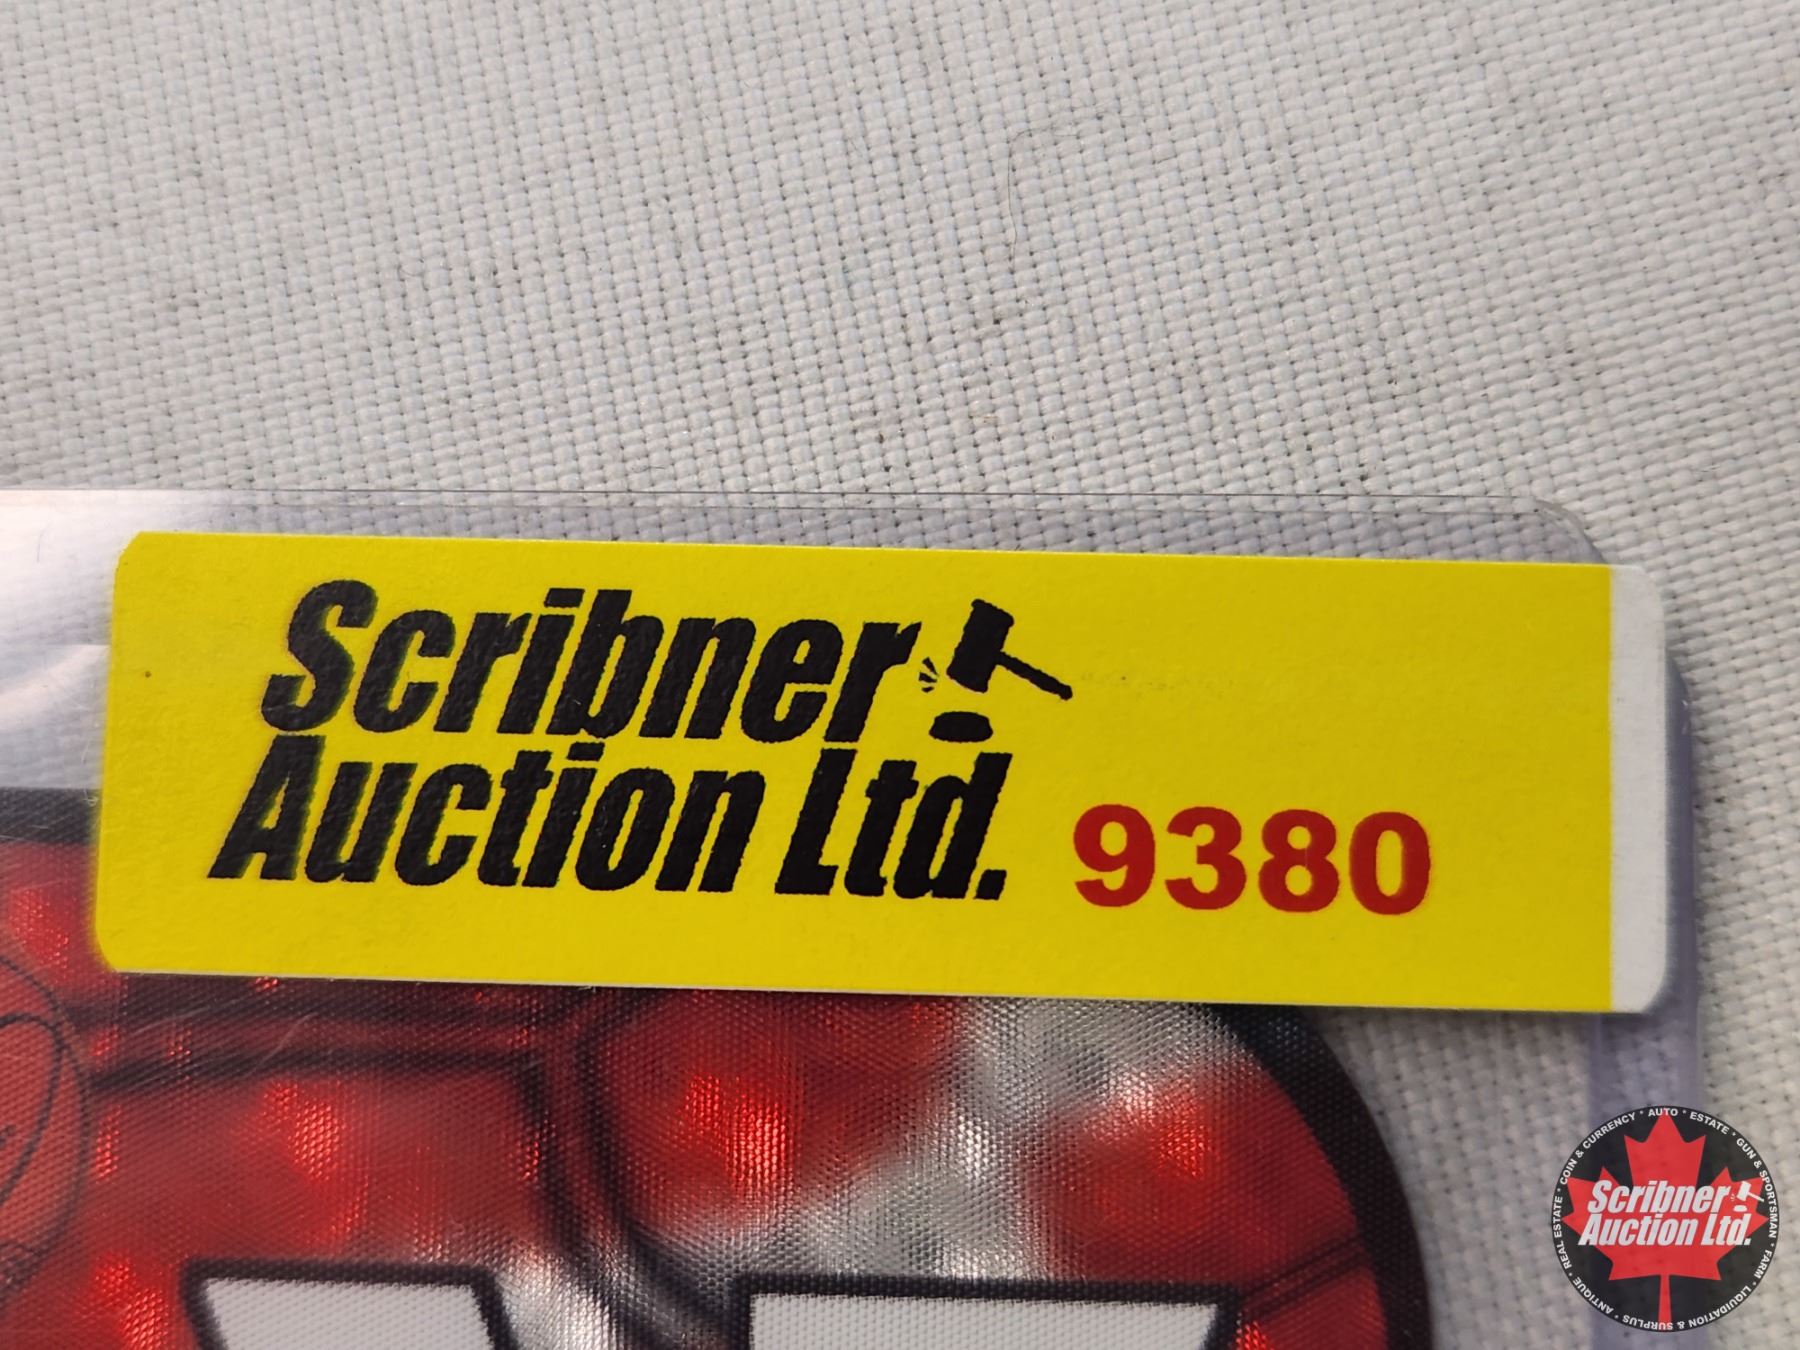 Scribner
Auction Ltd. 9380
COIN & CURRENCY * AUTO * ESTATE * GUN & SPORTSMAN * FARM * LIQUIDATION & SURPLUS * ANTIQUE * REAL ESTATE *
Scribner
Auction Ltd.